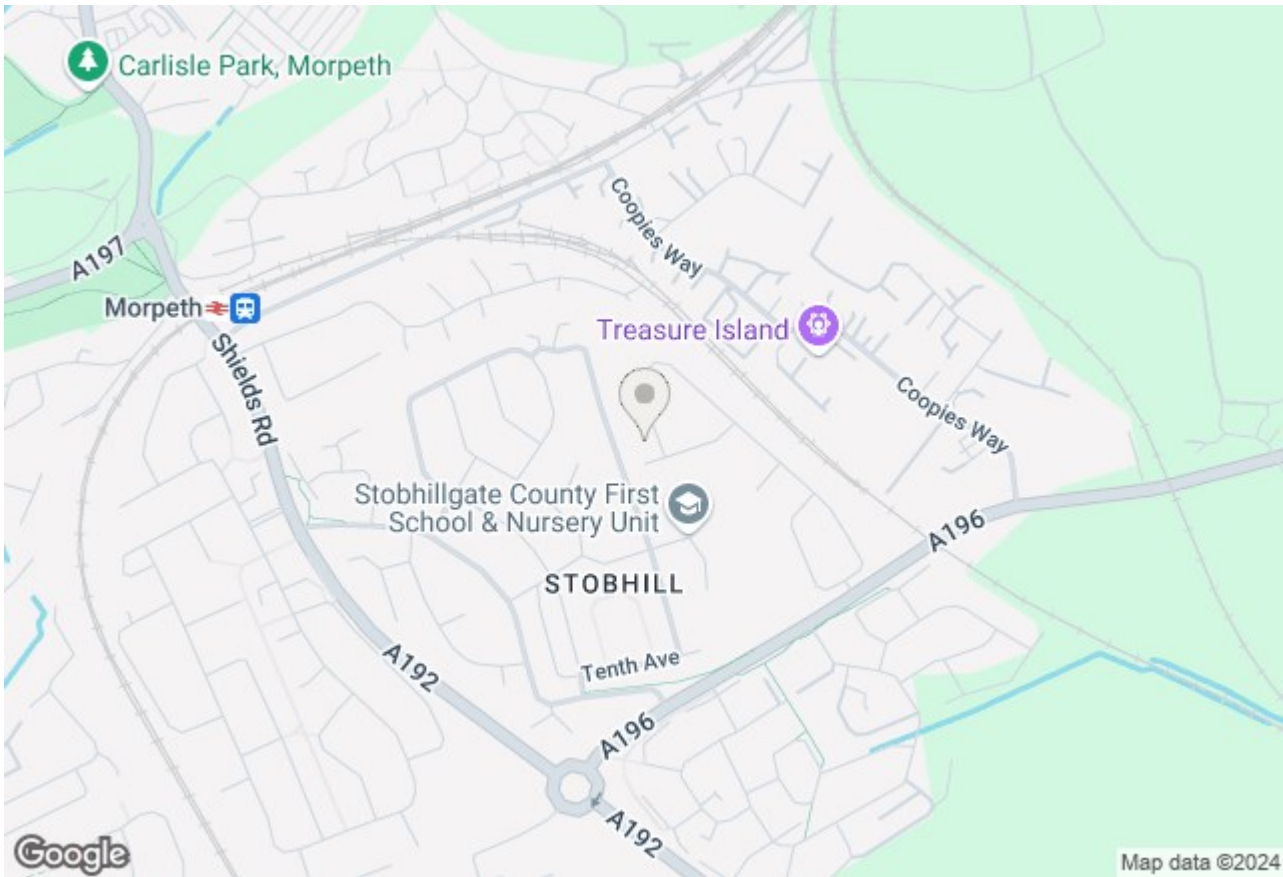 Carlisle Park, Morpeth
A197
Morpeth
Shields Rd
Coopies Way
Treasure Island
Coopies Way
Stobhillgate County First
School & Nursery Unit
A196
STOBHILL
Tenth Ave
A192
A196
A192
Google
Map data ©2024